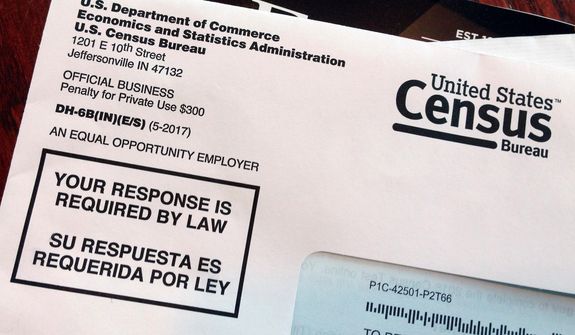 U.S. Department of Commerce
Economics and Statistics Administration
U.S. Census Bureau
1201 E 10th Street
Jeffersonville IN 47132
OFFICIAL BUSINESS
Penalty for Private Use $300
DH-6B(IN)(E/S) (5-2017)
AN EQUAL OPPORTUNITY EMPLOYER
YOUR RESPONSE IS
REQUIRED BY LAW
SU RESPUESTA ES
REQUERIDA POR LEY
United States™
Census
Bureau
EST
P1C-42501-P2T66